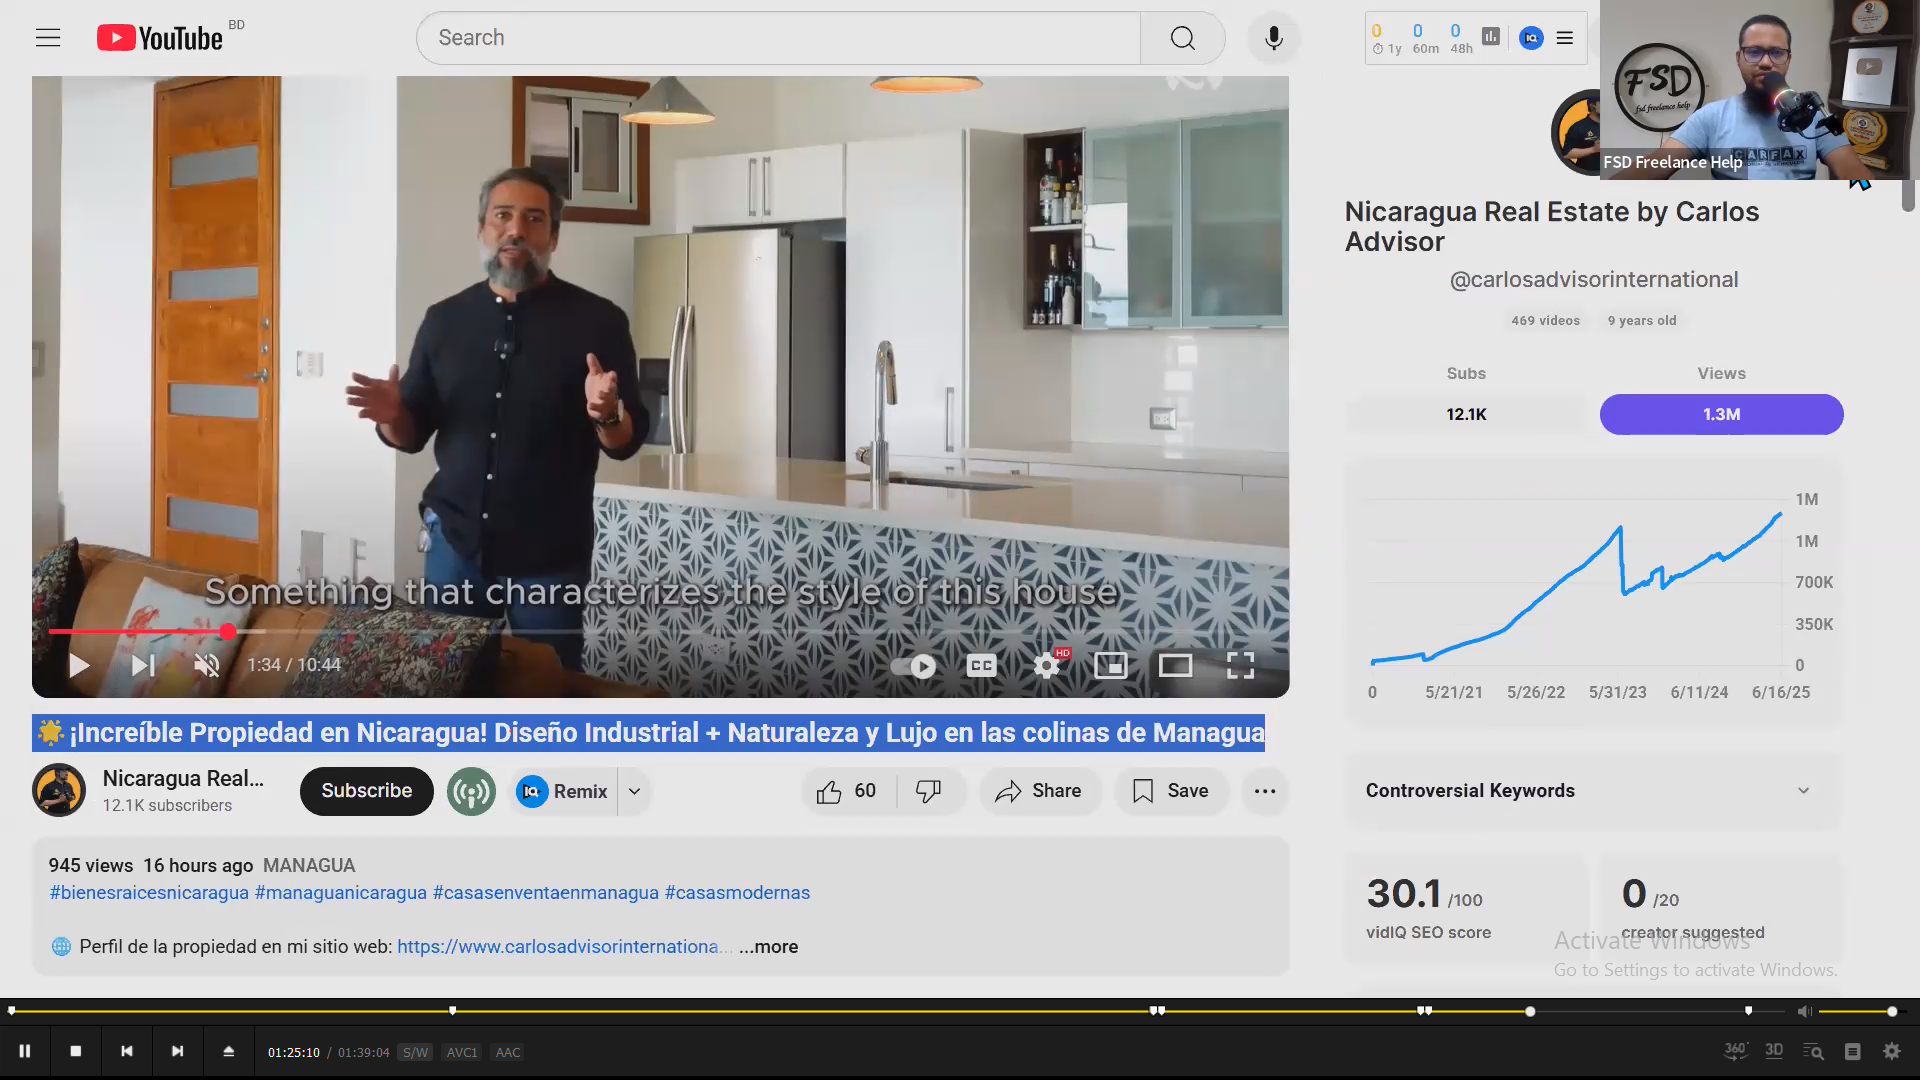 YouTube BD
Search
0 0 0
1y 60m 48h
FSD
fsd freelance help
CARFAX
FSD Freelance Help
Nicaragua Real Estate by Carlos
Advisor
@carlosadvisorinternational
469 videos 9 years old
Subs Views
12.1K 1.3M
1M
1M
700K
350K
0
0 5/21/21 5/26/22 5/31/23 6/11/24 6/16/25
Something that characterizes the style of this house
1:34 / 10:44
CC HD
🌟 ¡Increíble Propiedad en Nicaragua! Diseño Industrial + Naturaleza y Lujo en las colinas de Managua
Nicaragua Real...
12.1K subscribers
Subscribe
IQ Remix
60
Share
Save
Controversial Keywords
945 views 16 hours ago MANAGUA
#bienesraicesnicaragua #managuanicaragua #casasenventaenmanagua #casasmodernas
🌐 Perfil de la propiedad en mi sitio web: https://www.carlosadvisorinternationa... ...more
30.1 /100
vidIQ SEO score
0 /20
creator suggested
Activate Windows
Go to Settings to activate Windows.
01:25:10 / 01:39:04 S/W AVC1 AAC
360° 3D